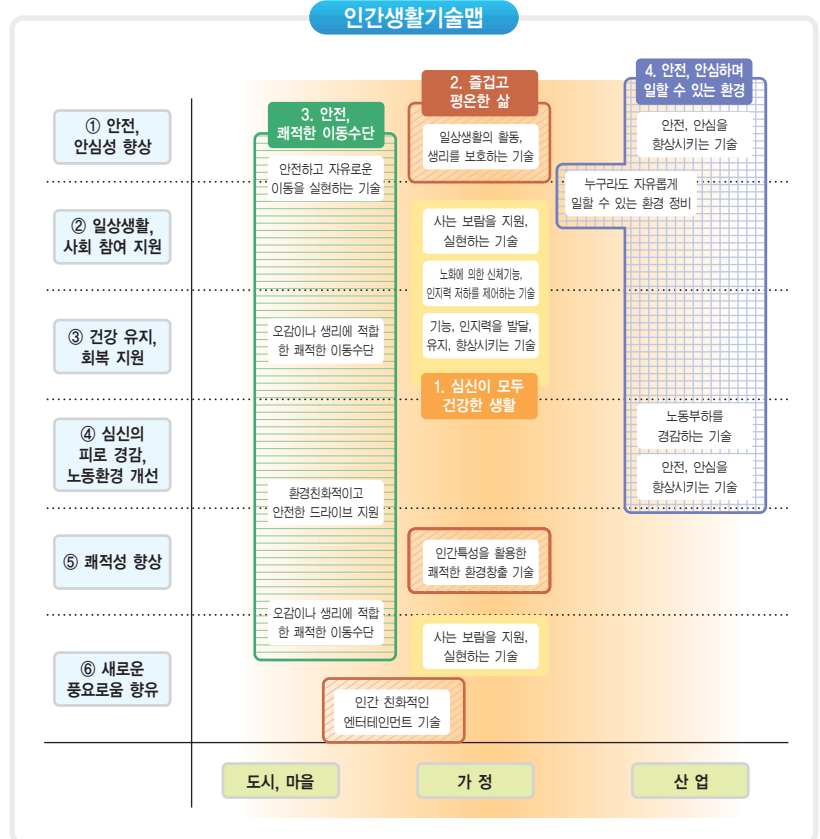 인간생활기술맵
① 안전,
안심성 향상
② 일상생활,
사회 참여 지원
③ 건강 유지,
회복 지원
④ 심신의
피로 경감,
노동환경 개선
⑤ 쾌적성 향상
⑥ 새로운
풍요로움 향유
3. 안전,
쾌적한 이동수단
안전하고 자유로운
이동을 실현하는 기술
오감이나 생리에 적합
한 쾌적한 이동수단
환경친화적이고
안전한 드라이브 지원
오감이나 생리에 적합
한 쾌적한 이동수단
2. 즐겁고
평온한 삶
일상생활의 활동,
생리를 보호하는 기술
사는 보람을 지원,
실현하는 기술
노화에 의한 신체기능,
인지력 저하를 제어하는 기술
기능, 인지력을 발달,
유지, 향상시키는 기술
1. 심신이 모두
건강한 생활
인간특성을 활용한
쾌적한 환경창출 기술
사는 보람을 지원,
실현하는 기술
인간 친화적인
엔터테인먼트 기술
4. 안전, 안심하며
일할 수 있는 환경
안전, 안심을
향상시키는 기술
누구라도 자유롭게
일할 수 있는 환경 정비
노동부하를
경감하는 기술
안전, 안심을
향상시키는 기술
도시, 마을
가 정
산 업